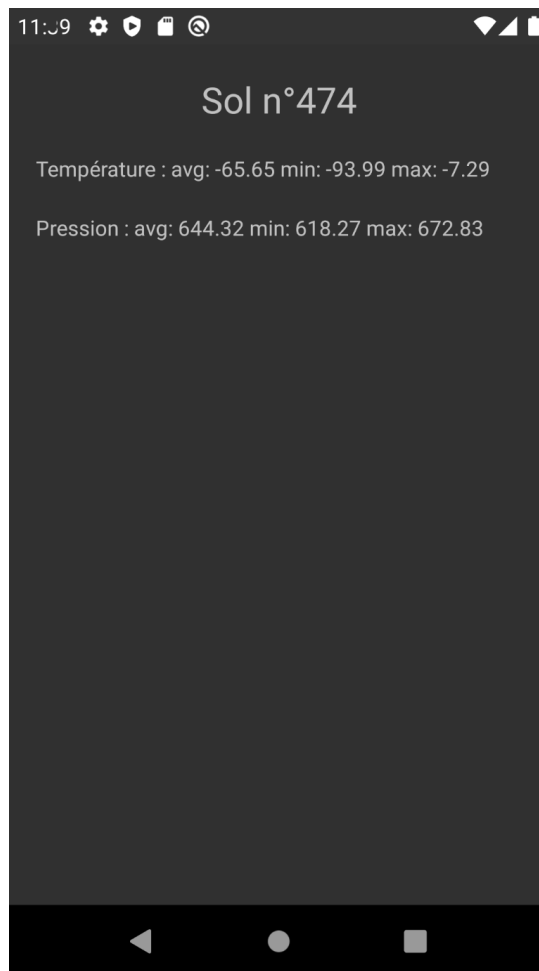 Sol n°474
Température : avg: -65.65 min: -93.99 max: -7.29
Pression : avg: 644.32 min: 618.27 max: 672.83